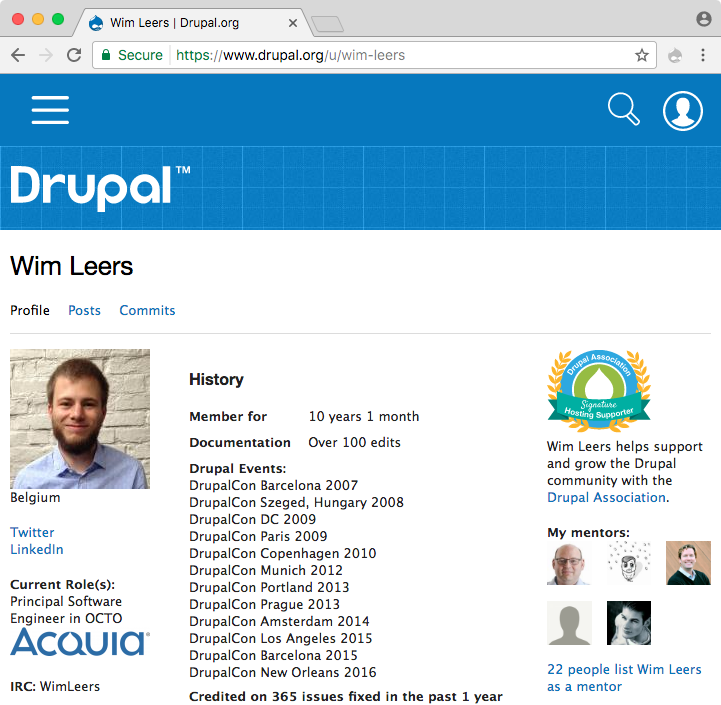 Wim Leers | Drupal.org
Secure
https://www.drupal.org/u/wim-leers
Drupal™
Wim Leers
Profile
Posts
Commits
Belgium
Twitter
LinkedIn
Current Role(s):
Principal Software
Engineer in OCTO
ACQUIA®
IRC: WimLeers
History
Member for 10 years 1 month
Documentation Over 100 edits
Drupal Events:
DrupalCon Barcelona 2007
DrupalCon Szeged, Hungary 2008
DrupalCon DC 2009
DrupalCon Paris 2009
DrupalCon Copenhagen 2010
DrupalCon Munich 2012
DrupalCon Portland 2013
DrupalCon Prague 2013
DrupalCon Amsterdam 2014
DrupalCon Los Angeles 2015
DrupalCon Barcelona 2015
DrupalCon New Orleans 2016
Credited on 365 issues fixed in the past 1 year
Drupal Association
Signature
Hosting Supporter
Wim Leers helps support
and grow the Drupal
community with the
Drupal Association.
My mentors:
22 people list Wim Leers
as a mentor